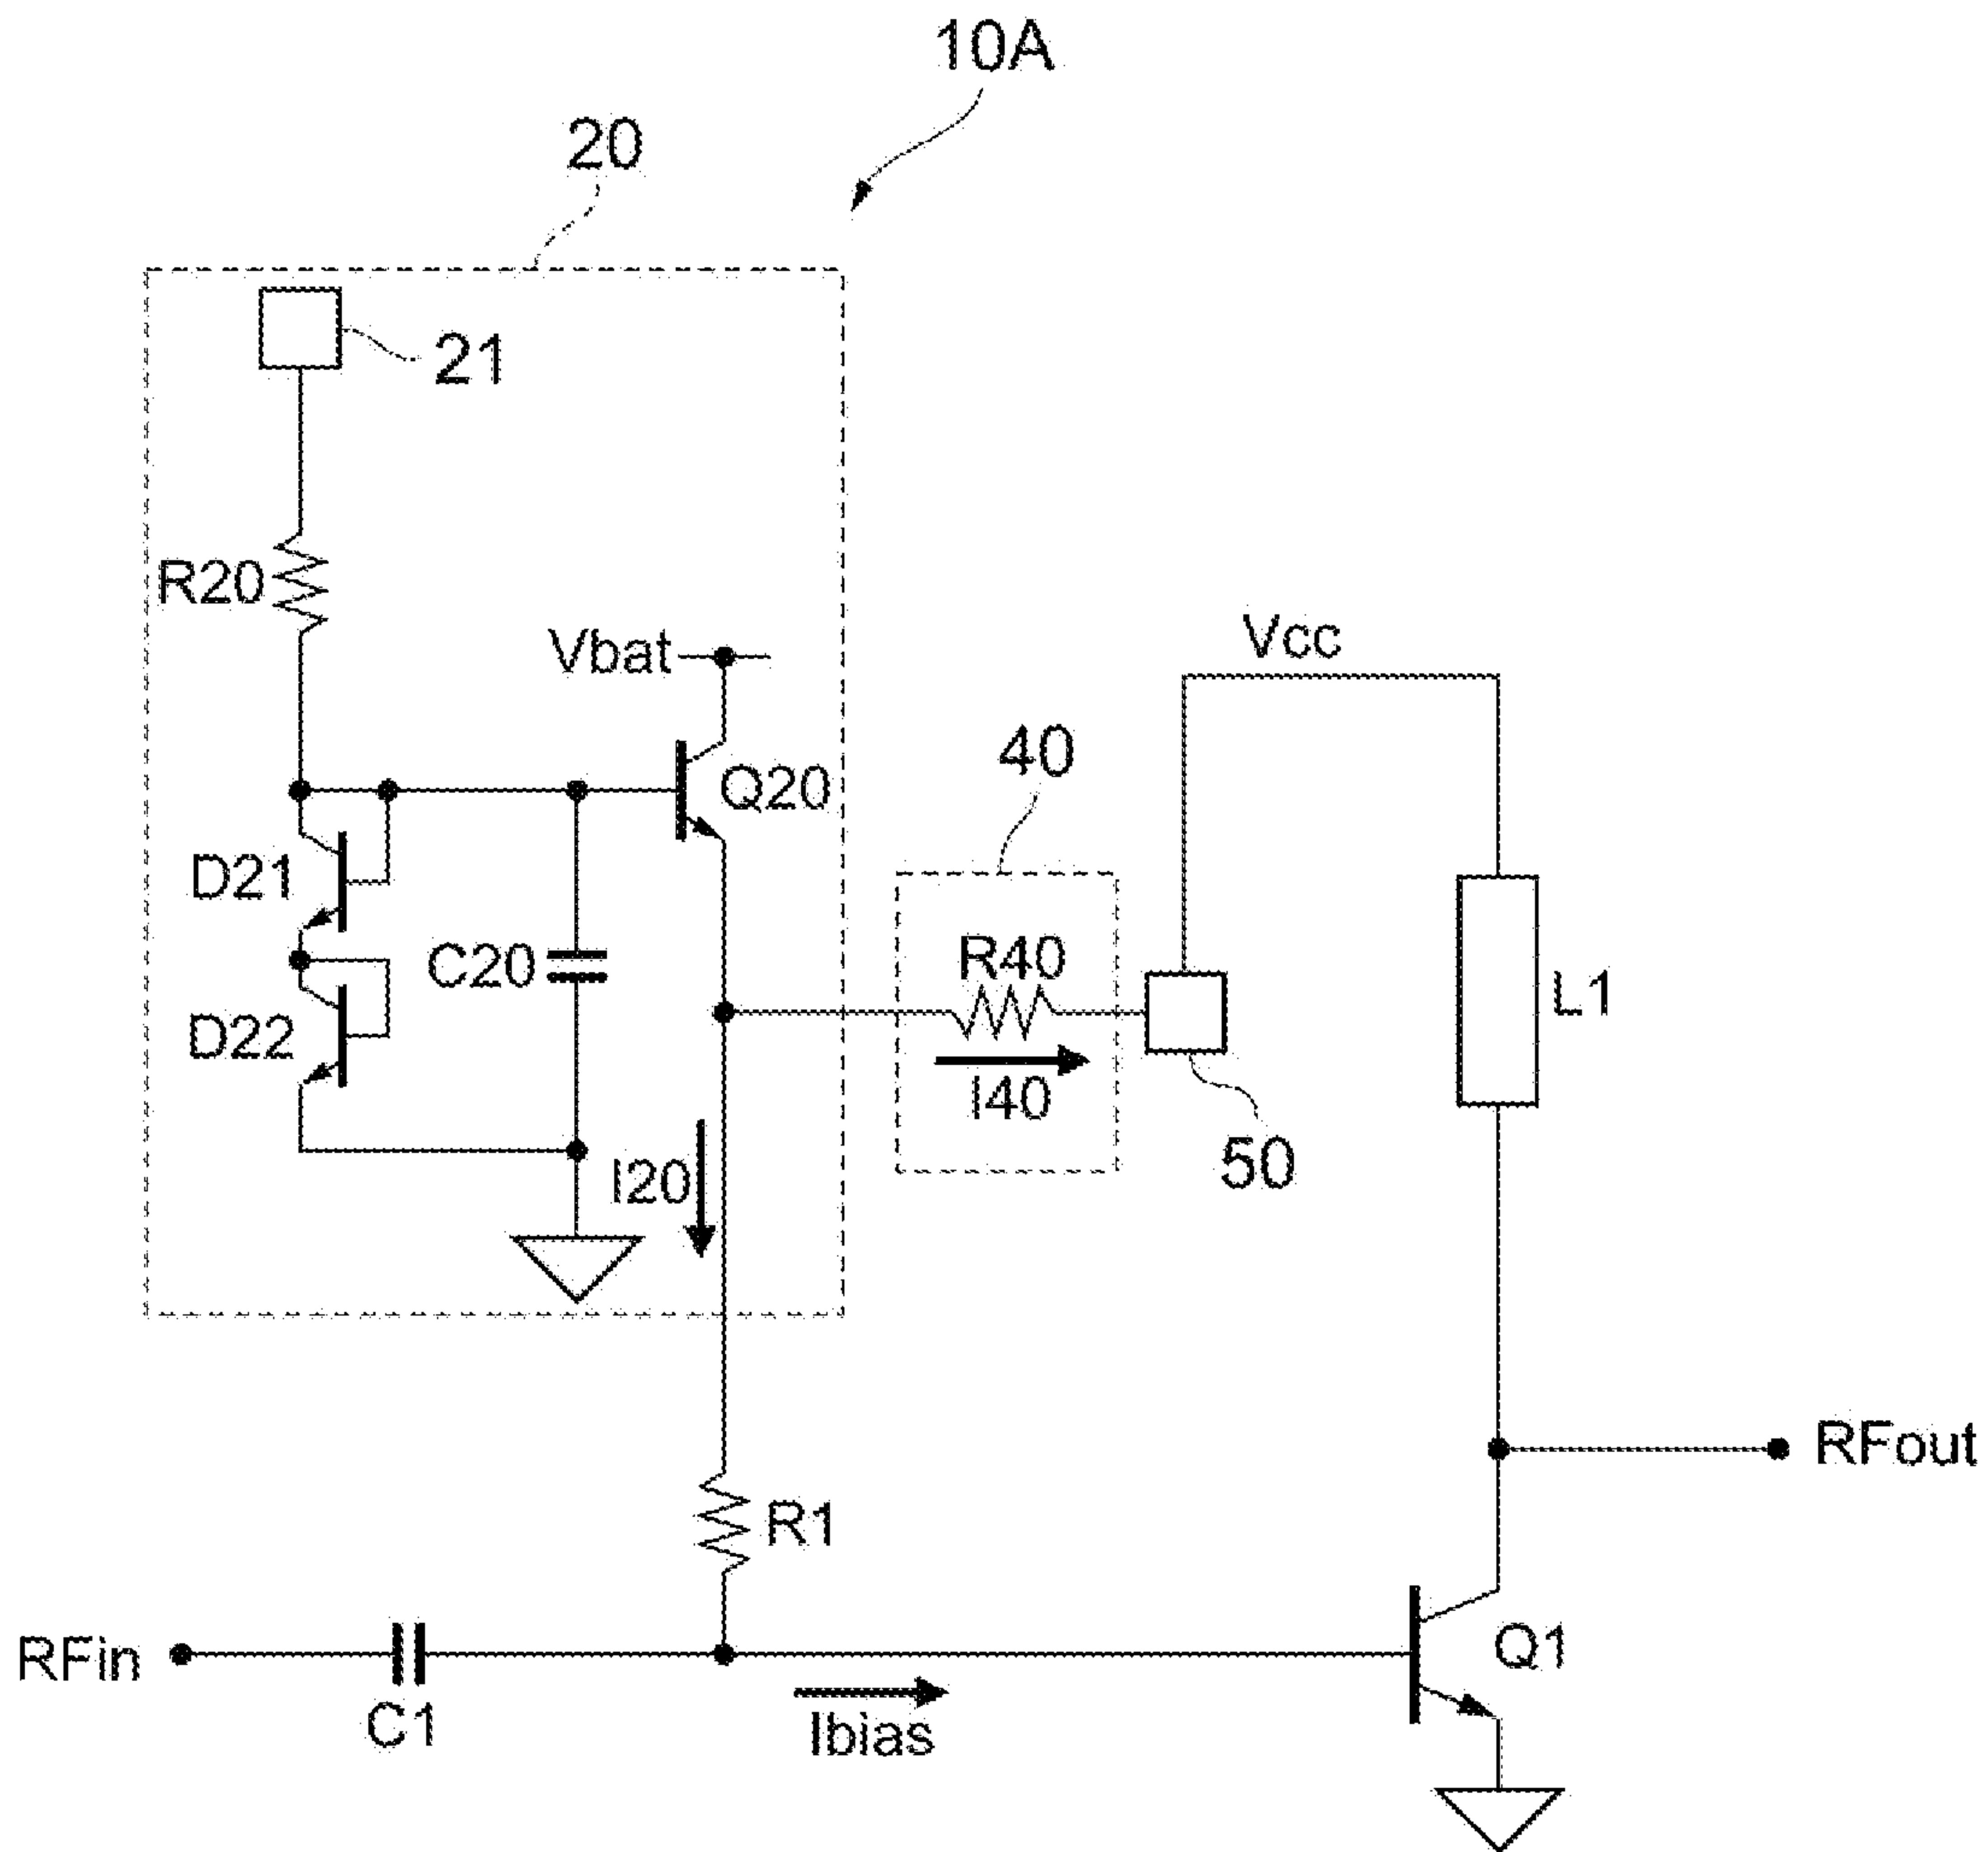 10A
20
21
R20
Vbat
Vcc
Q20
40
D21
R40
C20
L1
D22
I40
50
I20
RFout
R1
RFin
Q1
C1
Ibias